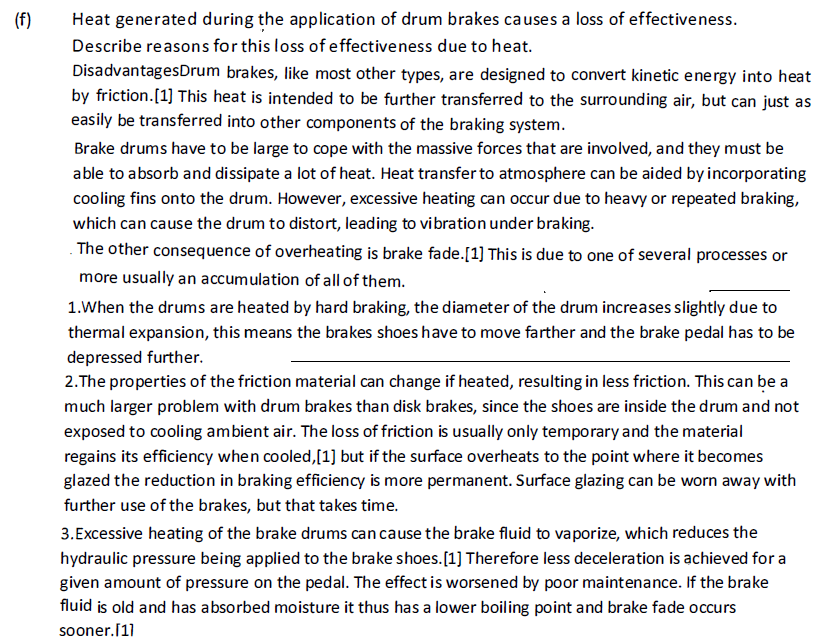 (f) Heat generated during the application of drum brakes causes a loss of effectiveness.
Describe reasons for this loss of effectiveness due to heat.
DisadvantagesDrum brakes, like most other types, are designed to convert kinetic energy into heat
by friction.[1] This heat is intended to be further transferred to the surrounding air, but can just as
easily be transferred into other components of the braking system.
Brake drums have to be large to cope with the massive forces that are involved, and they must be
able to absorb and dissipate a lot of heat. Heat transfer to atmosphere can be aided by incorporating
cooling fins onto the drum. However, excessive heating can occur due to heavy or repeated braking,
which can cause the drum to distort, leading to vibration under braking.
The other consequence of overheating is brake fade.[1] This is due to one of several processes or
more usually an accumulation of all of them.
1.When the drums are heated by hard braking, the diameter of the drum increases slightly due to
thermal expansion, this means the brakes shoes have to move farther and the brake pedal has to be
depressed further.
2.The properties of the friction material can change if heated, resulting in less friction. This can be a
much larger problem with drum brakes than disk brakes, since the shoes are inside the drum and not
exposed to cooling ambient air. The loss of friction is usually only temporary and the material
regains its efficiency when cooled,[1] but if the surface overheats to the point where it becomes
glazed the reduction in braking efficiency is more permanent. Surface glazing can be worn away with
further use of the brakes, but that takes time.
3.Excessive heating of the brake drums can cause the brake fluid to vaporize, which reduces the
hydraulic pressure being applied to the brake shoes.[1] Therefore less deceleration is achieved for a
given amount of pressure on the pedal. The effect is worsened by poor maintenance. If the brake
fluid is old and has absorbed moisture it thus has a lower boiling point and brake fade occurs
sooner.[1]